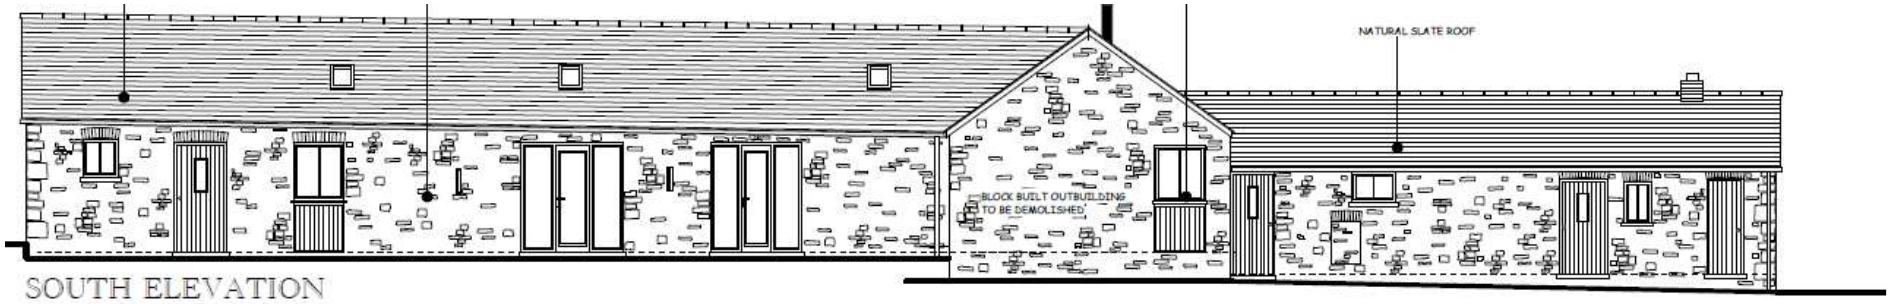 NATURAL SLATE ROOF
BLOCK BUILT OUTBUILDING
TO BE DEMOLISHED
SOUTH ELEVATION